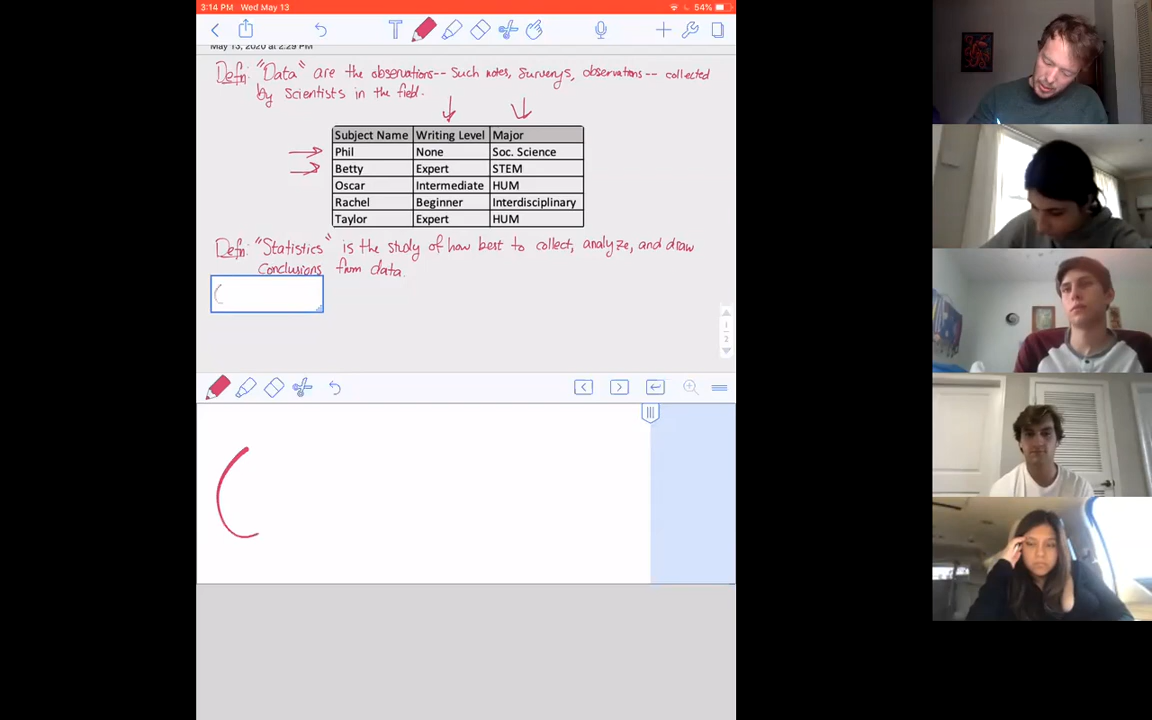 3:14 PM Wed May 13
54%
May 13, 2020 at 2:29 PM
Defn: "Data" are the observations-- Such notes, Surveys, observations-- collected
by Scientists in the field.
Subject Name Writing Level Major
Phil None Soc. Science
Betty Expert STEM
Oscar Intermediate HUM
Rachel Beginner Interdisciplinary
Taylor Expert HUM
Defn: "Statistics" is the study of how best to collect, analyze, and draw
Conclusions from data.
1
2